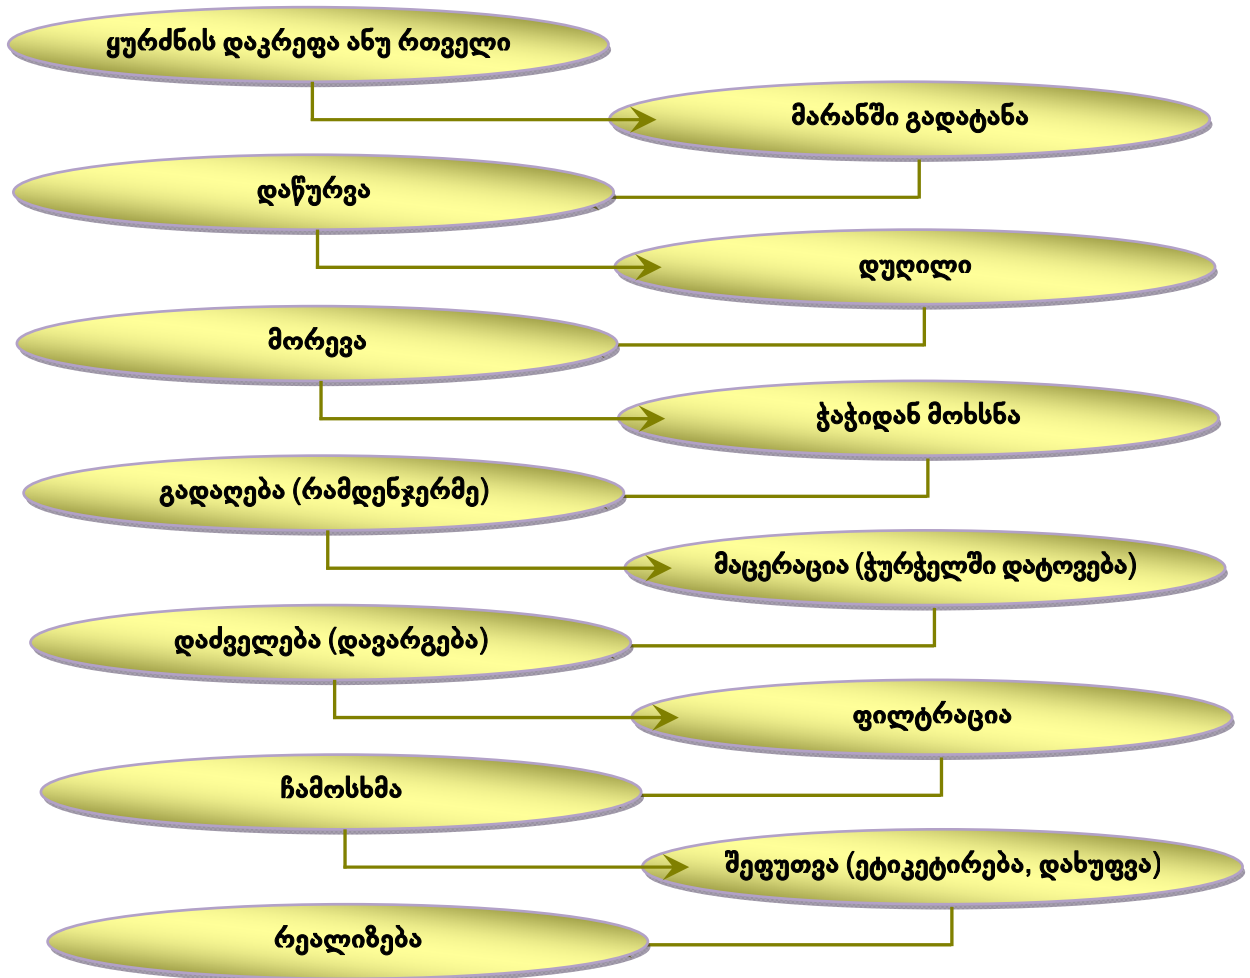 ყურძნის დაკრეფა ანუ რთველი
მარანში გადატანა
დაწურვა
დუღილი
მორევა
ჭაჭიდან მოხსნა
გადაღება (რამდენჯერმე)
მაცერაცია (ჭურჭელში დატოვება)
დაძველება (დავარგება)
ფილტრაცია
ჩამოსხმა
შეფუთვა (ეტიკეტირება, დახუფვა)
რეალიზება